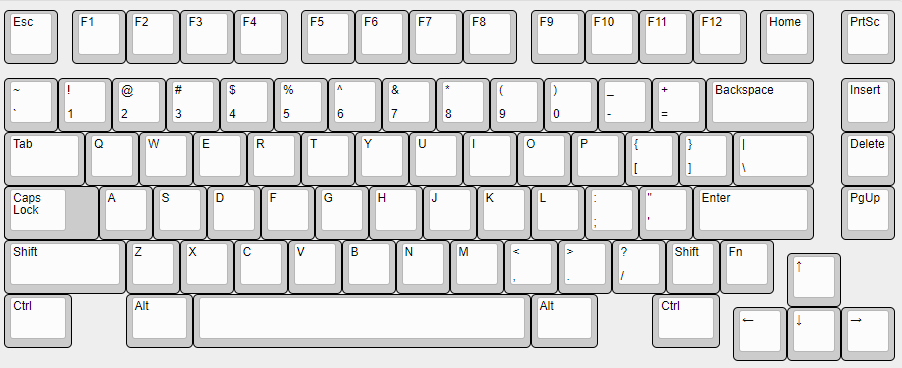 Esc F1 F2 F3 F4 F5 F6 F7 F8 F9 F10 F11 F12 Home PrtSc
~ ! @ # $ % ^ & * ( ) _ + Backspace Insert
` 1 2 3 4 5 6 7 8 9 0 - =
Tab Q W E R T Y U I O P { } | Delete
[ ] \
Caps A S D F G H J K L : " Enter PgUp
Lock ; '
Shift Z X C V B N M < > ? Shift Fn
, . /
↑
Ctrl Alt Alt Ctrl
← ↓ →